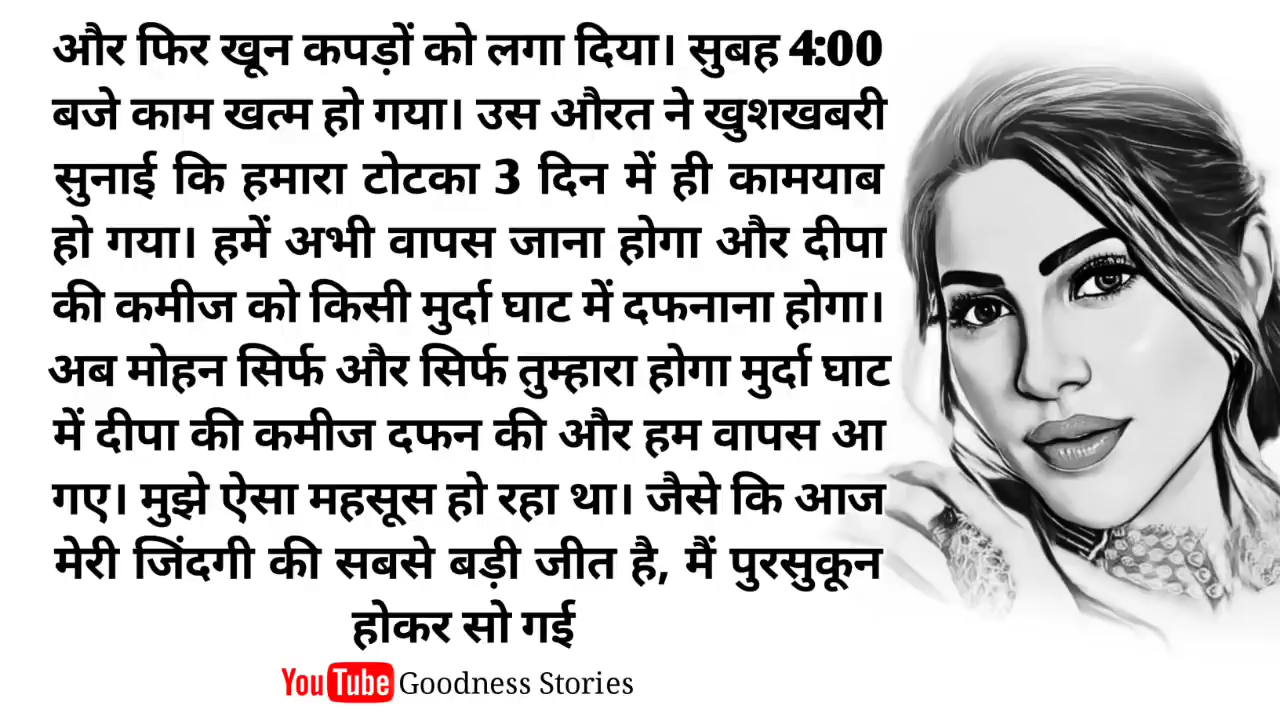 और फिर खून कपड़ों को लगा दिया। सुबह 4:00
बजे काम खत्म हो गया। उस औरत ने खुशखबरी
सुनाई कि हमारा टोटका 3 दिन में ही कामयाब
हो गया। हमें अभी वापस जाना होगा और दीपा
की कमीज को किसी मुर्दा घाट में दफनाना होगा।
अब मोहन सिर्फ और सिर्फ तुम्हारा होगा मुर्दा घाट
में दीपा की कमीज दफन की और हम वापस आ
गए। मुझे ऐसा महसूस हो रहा था। जैसे कि आज
मेरी जिंदगी की सबसे बड़ी जीत है, मैं पुरसुकून
होकर सो गई
YouTube Goodness Stories